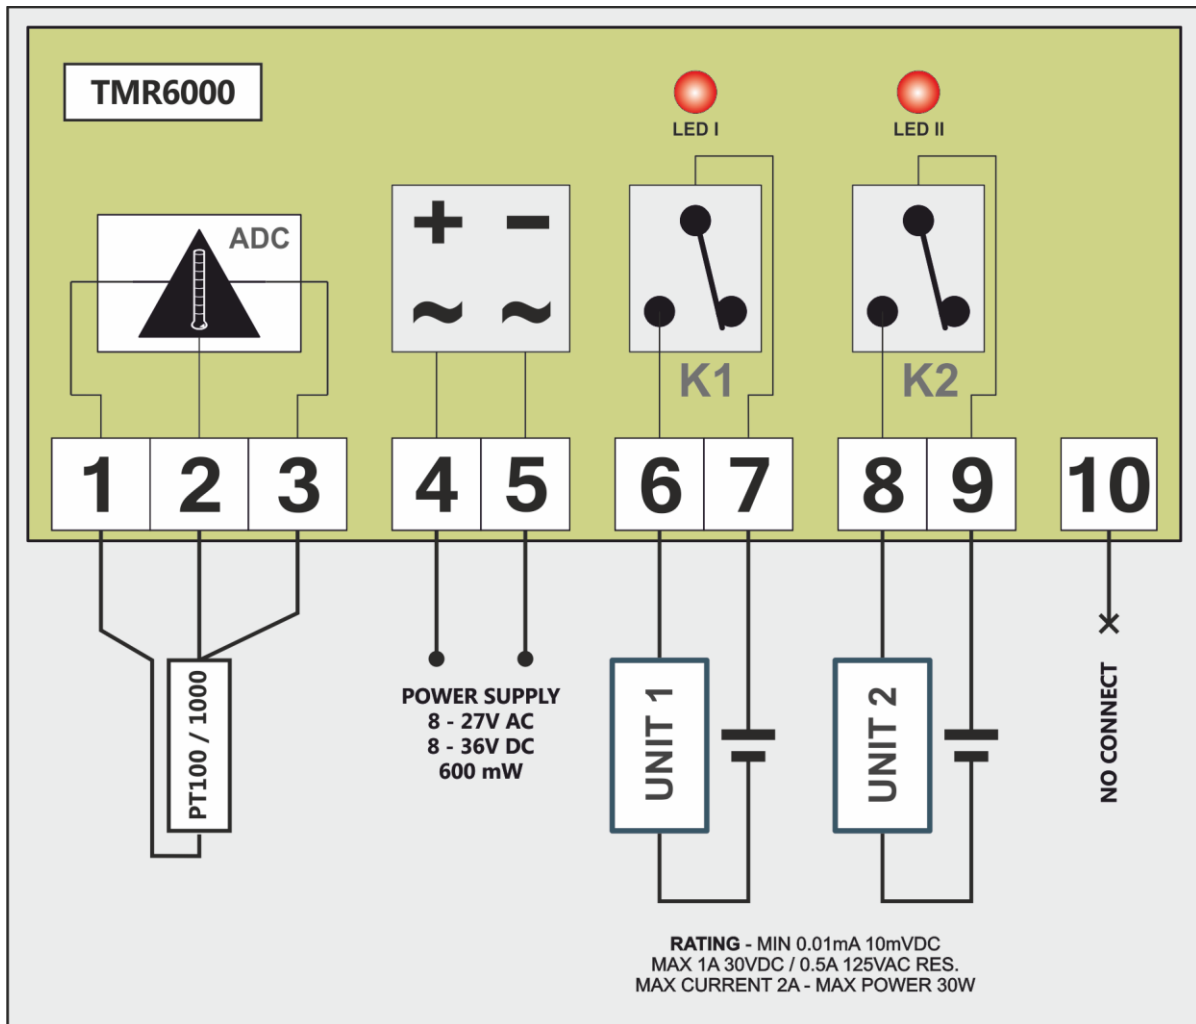 TMR6000
LED I
LED II
ADC
+ −
~ ~
K1
K2
1 2 3 4 5 6 7 8 9 10
PT100 / 1000
POWER SUPPLY
8 - 27V AC
8 - 36V DC
600 mW
UNIT 1
UNIT 2
NO CONNECT
RATING - MIN 0.01mA 10mVDC
MAX 1A 30VDC / 0.5A 125VAC RES.
MAX CURRENT 2A - MAX POWER 30W